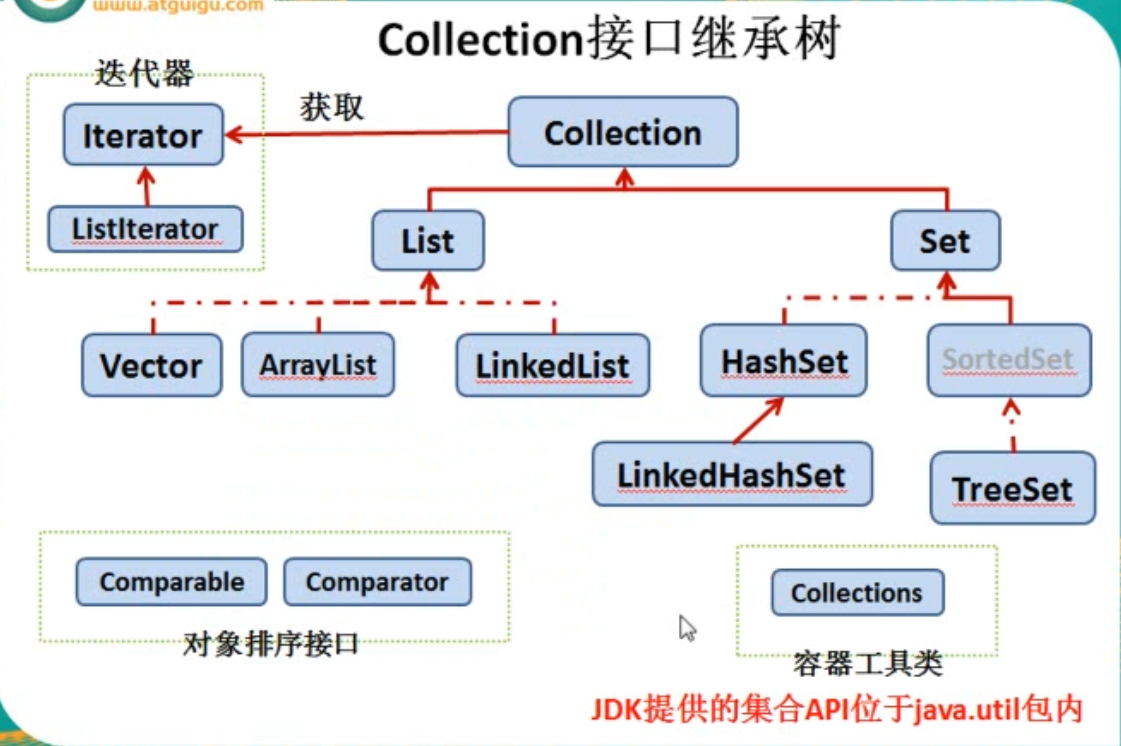 www.atguigu.com
Collection接口继承树
迭代器
Iterator
获取
Collection
ListIterator
List
Set
Vector
ArrayList
LinkedList
HashSet
SortedSet
LinkedHashSet
TreeSet
Comparable
Comparator
对象排序接口
Collections
容器工具类
JDK提供的集合API位于java.util包内